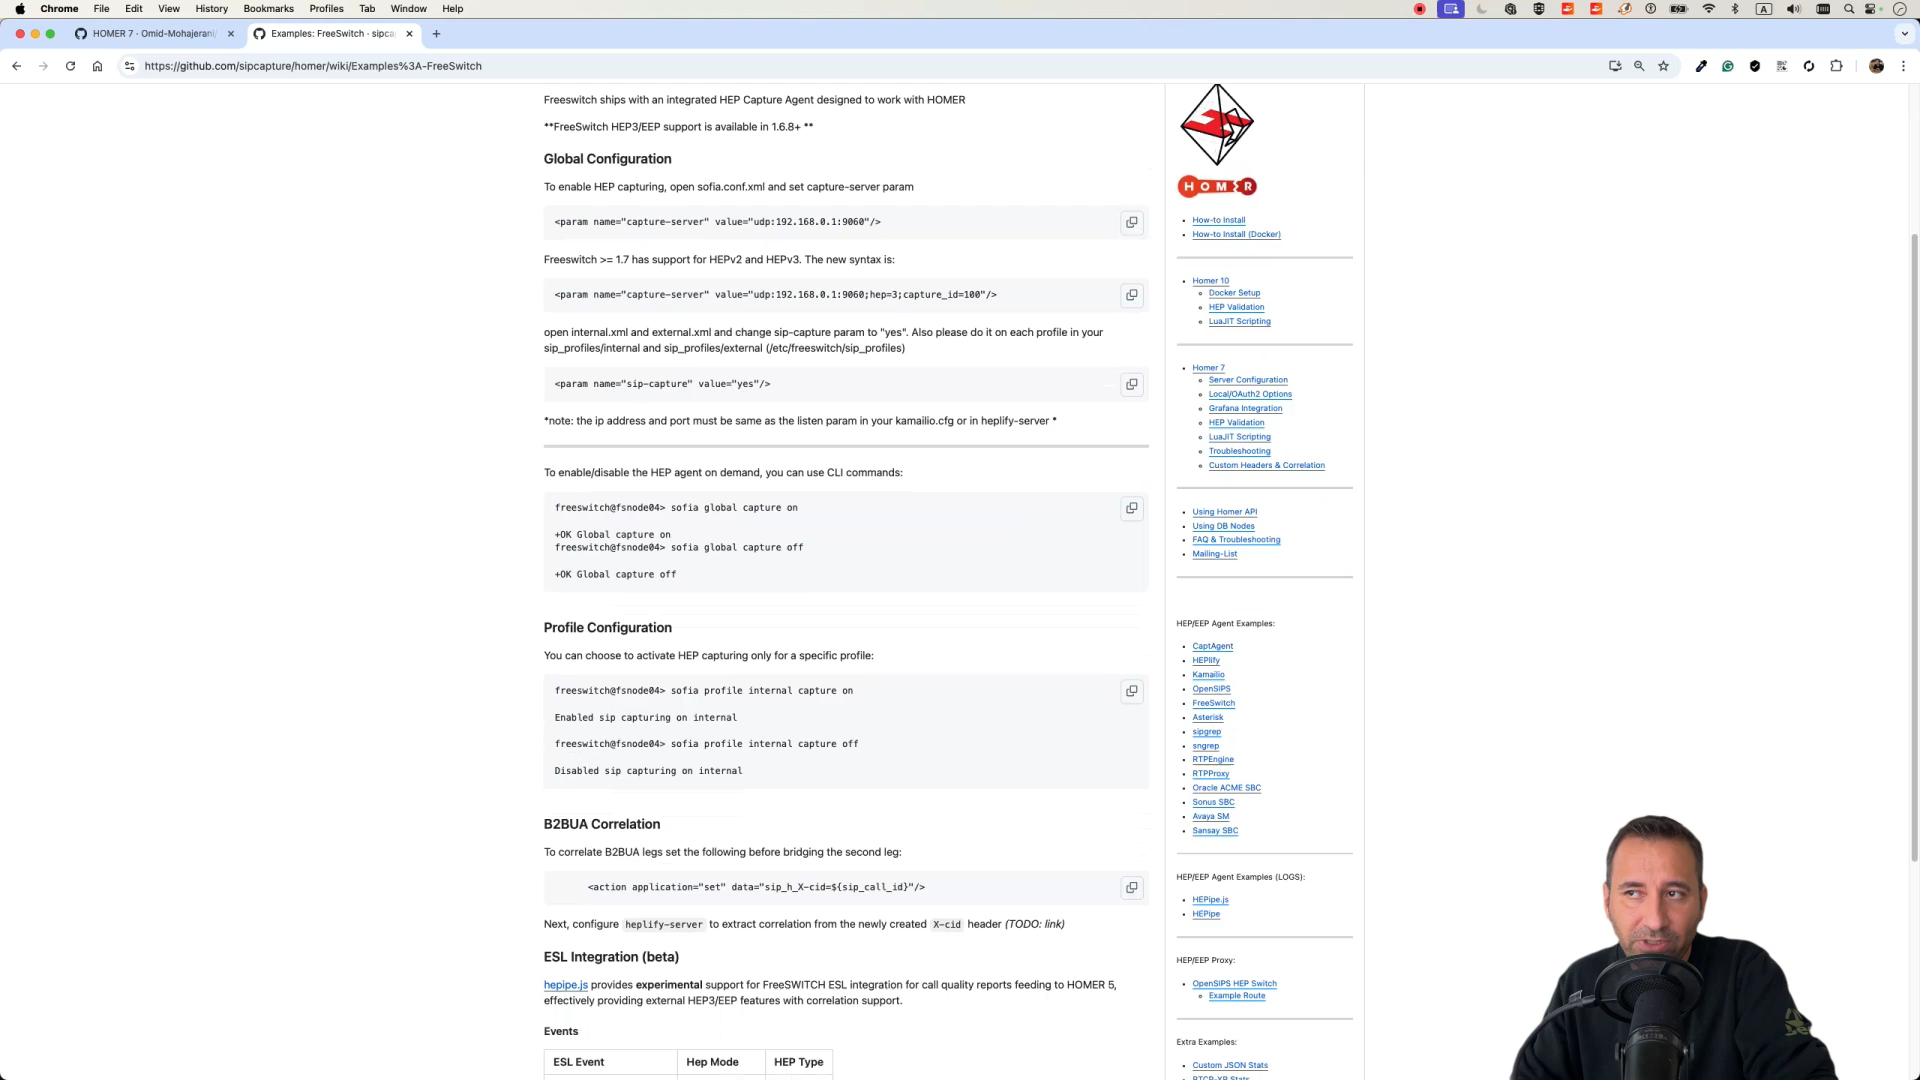 Chrome File Edit View History Bookmarks Profiles Tab Window Help
HOMER 7 · Omid-Mohajerani/
Examples: FreeSwitch · sipca
https://github.com/sipcapture/homer/wiki/Examples%3A-FreeSwitch
Freeswitch ships with an integrated HEP Capture Agent designed to work with HOMER
**FreeSwitch HEP3/EEP support is available in 1.6.8+ **
Global Configuration
To enable HEP capturing, open sofia.conf.xml and set capture-server param
<param name="capture-server" value="udp:192.168.0.1:9060"/>
Freeswitch >= 1.7 has support for HEPv2 and HEPv3. The new syntax is:
<param name="capture-server" value="udp:192.168.0.1:9060;hep=3;capture_id=100"/>
open internal.xml and external.xml and change sip-capture param to "yes". Also please do it on each profile in your
sip_profiles/internal and sip_profiles/external (/etc/freeswitch/sip_profiles)
<param name="sip-capture" value="yes"/>
*note: the ip address and port must be same as the listen param in your kamailio.cfg or in heplify-server *
To enable/disable the HEP agent on demand, you can use CLI commands:
freeswitch@fsnode04> sofia global capture on
+OK Global capture on
freeswitch@fsnode04> sofia global capture off
+OK Global capture off
Profile Configuration
You can choose to activate HEP capturing only for a specific profile:
freeswitch@fsnode04> sofia profile internal capture on
Enabled sip capturing on internal
freeswitch@fsnode04> sofia profile internal capture off
Disabled sip capturing on internal
B2BUA Correlation
To correlate B2BUA legs set the following before bridging the second leg:
<action application="set" data="sip_h_X-cid=${sip_call_id}"/>
Next, configure heplify-server to extract correlation from the newly created X-cid header (TODO: link)
ESL Integration (beta)
hepipe.js provides experimental support for FreeSWITCH ESL integration for call quality reports feeding to HOMER 5,
effectively providing external HEP3/EEP features with correlation support.
Events
ESL Event Hep Mode HEP Type
HOMER
How-to Install
How-to Install (Docker)
Homer 10
Docker Setup
HEP Validation
LuaJIT Scripting
Homer 7
Server Configuration
Local/OAuth2 Options
Grafana Integration
HEP Validation
LuaJIT Scripting
Troubleshooting
Custom Headers & Correlation
Using Homer API
Using DB Nodes
FAQ & Troubleshooting
Mailing-List
HEP/EEP Agent Examples:
CaptAgent
HEPlify
Kamailio
OpenSIPS
FreeSwitch
Asterisk
sipgrep
sngrep
RTPEngine
RTPProxy
Oracle ACME SBC
Sonus SBC
Avaya SM
Sansay SBC
HEP/EEP Agent Examples (LOGS):
HEPipe.js
HEPipe
HEP/EEP Proxy:
OpenSIPS HEP Switch
Example Route
Extra Examples:
Custom JSON Stats
RTCP-XR Stats